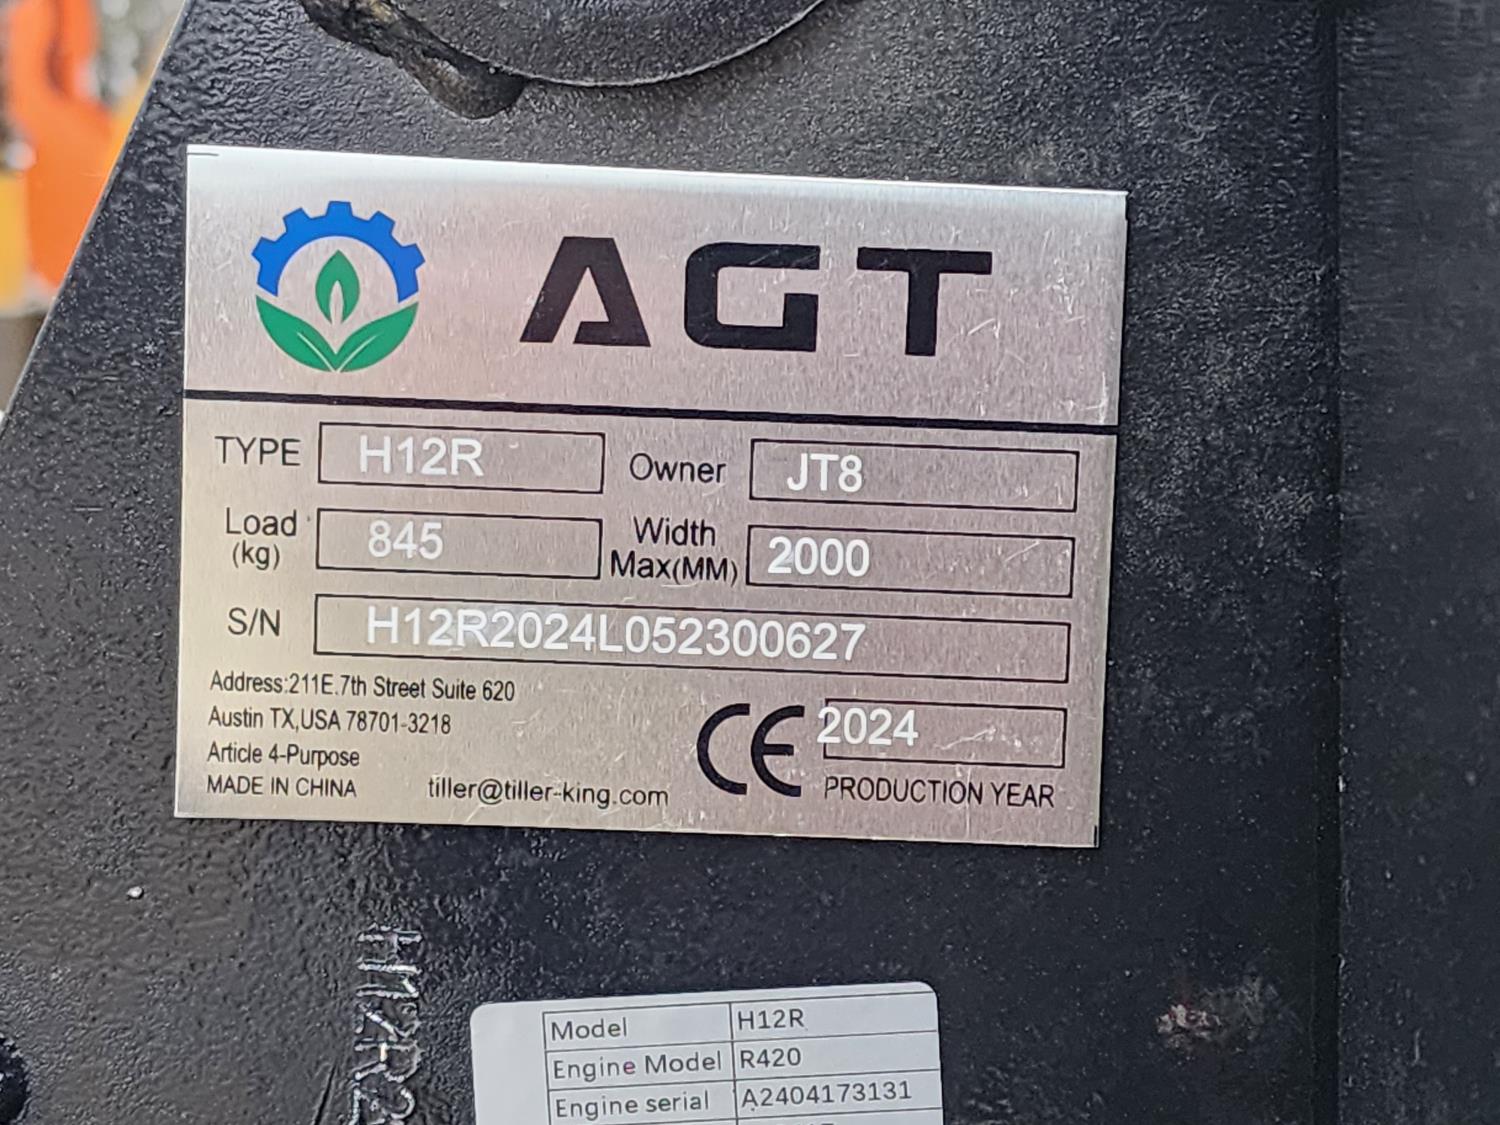 AGT
TYPE H12R Owner JT8
Load (kg) 845 Width Max(MM) 2000
S/N H12R2024L052300627
Address:211E.7th Street Suite 620
Austin TX,USA 78701-3218
Article 4-Purpose
MADE IN CHINA tiller@tiller-king.com
CE 2024
PRODUCTION YEAR
H12R2
Model H12R
Engine Model R420
Engine serial A2404173131